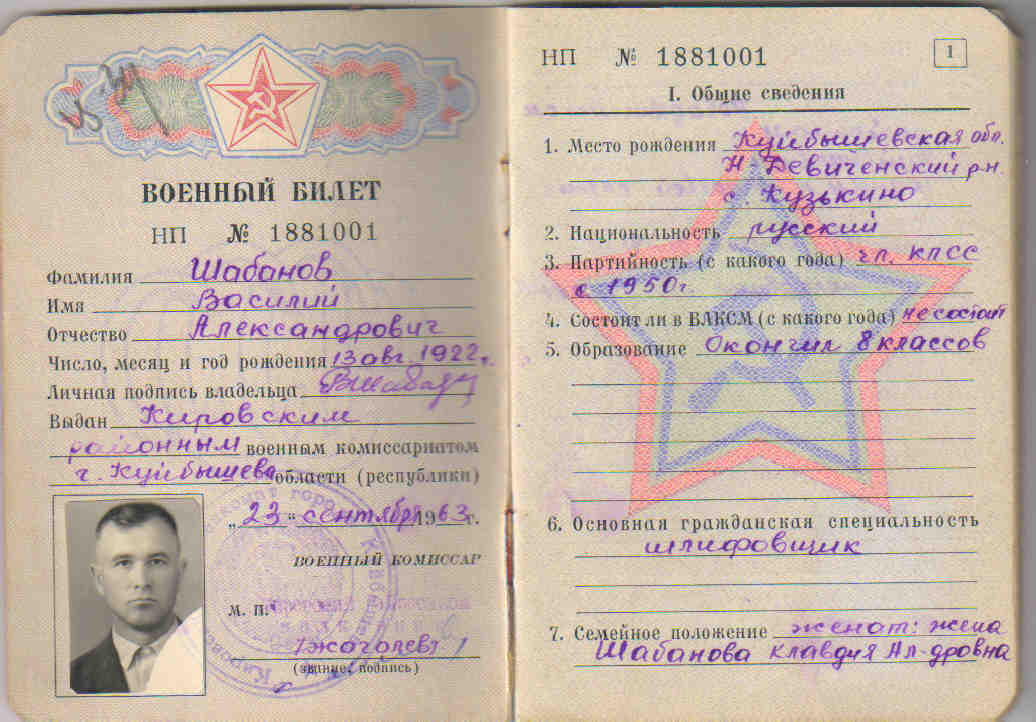 ВОЕННЫЙ БИЛЕТ
НП № 1881001
Фамилия Шабанов
Имя Василий
Отчество Александрович
Число, месяц и год рождения 13 авг. 1922 г.
Личная подпись владельца
Выдан Кировским
районным военным комиссариатом
г. Куйбышева области (республики)
„23“ сентября 1963 г.
ВОЕННЫЙ КОМИССАР
М. П.
(звание, подпись)
НП № 1881001
1
I. Общие сведения
1. Место рождения Куйбышевская обл.
Н-Девиченский р-н.
с. Кузькино
2. Национальность русский
3. Партийность (с какого года) чл. КПСС
с 1950 г.
4. Состоит ли в ВЛКСМ (с какого года) не состоит
5. Образование Окончил 8 классов
6. Основная гражданская специальность
шлифовщик
7. Семейное положение женат: жена
Шабанова Клавдия Ал-дровна